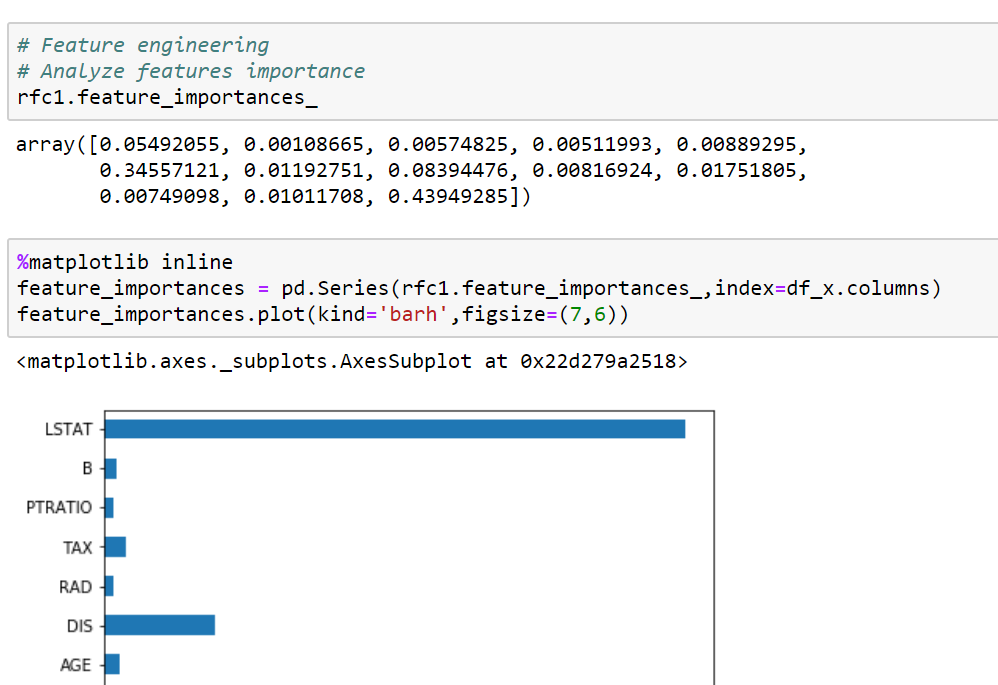 # Feature engineering
# Analyze features importance
rfc1.feature_importances_
array([0.05492055, 0.00108665, 0.00574825, 0.00511993, 0.00889295,
0.34557121, 0.01192751, 0.08394476, 0.00816924, 0.01751805,
0.00749098, 0.01011708, 0.43949285])
%matplotlib inline
feature_importances = pd.Series(rfc1.feature_importances_,index=df_x.columns)
feature_importances.plot(kind='barh',figsize=(7,6))
<matplotlib.axes._subplots.AxesSubplot at 0x22d279a2518>
LSTAT
B
PTRATIO
TAX
RAD
DIS
AGE